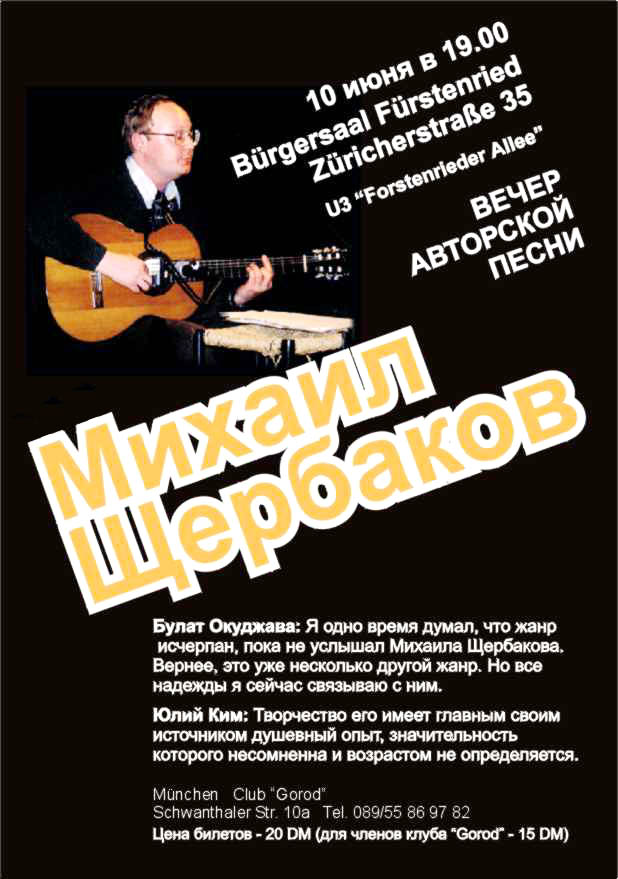 10 июня в 19.00
Bürgersaal Fürstenried
Züricherstraße 35
U3 “Forstenrieder Allee”
ВЕЧЕР
АВТОРСКОЙ
ПЕСНИ
Михаил
Щербаков
Булат Окуджава: Я одно время думал, что жанр
исчерпан, пока не услышал Михаила Щербакова.
Вернее, это уже несколько другой жанр. Но все
надежды я сейчас связываю с ним.
Юлий Ким: Творчество его имеет главным своим
источником душевный опыт, значительность
которого несомненна и возрастом не определяется.
München Club “Gorod”
Schwanthaler Str. 10a Tel. 089/55 86 97 82
Цена билетов - 20 DM (для членов клуба “Gorod” - 15 DM)